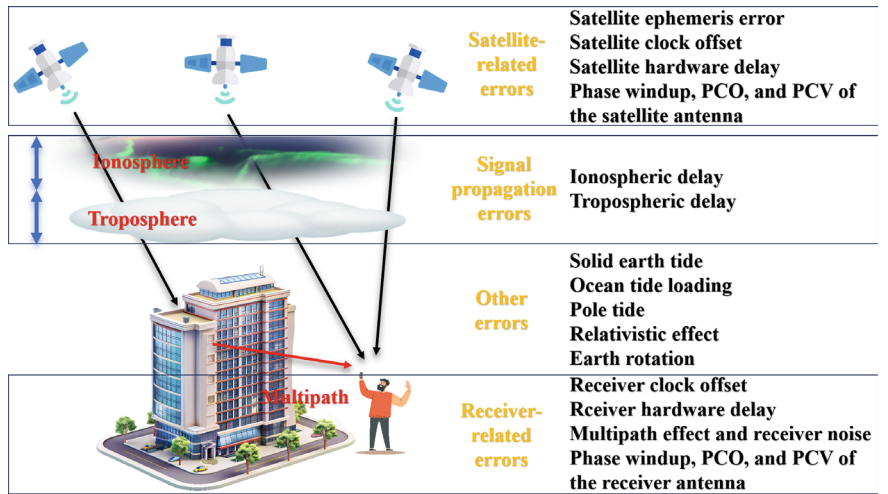 Satellite-
related
errors
Satellite ephemeris error
Satellite clock offset
Satellite hardware delay
Phase windup, PCO, and PCV of
the satellite antenna
Ionosphere
Troposphere
Signal
propagation
errors
Ionospheric delay
Tropospheric delay
Other
errors
Solid earth tide
Ocean tide loading
Pole tide
Relativistic effect
Earth rotation
Multipath
Receiver-
related
errors
Receiver clock offset
Rceiver hardware delay
Multipath effect and receiver noise
Phase windup, PCO, and PCV of
the receiver antenna